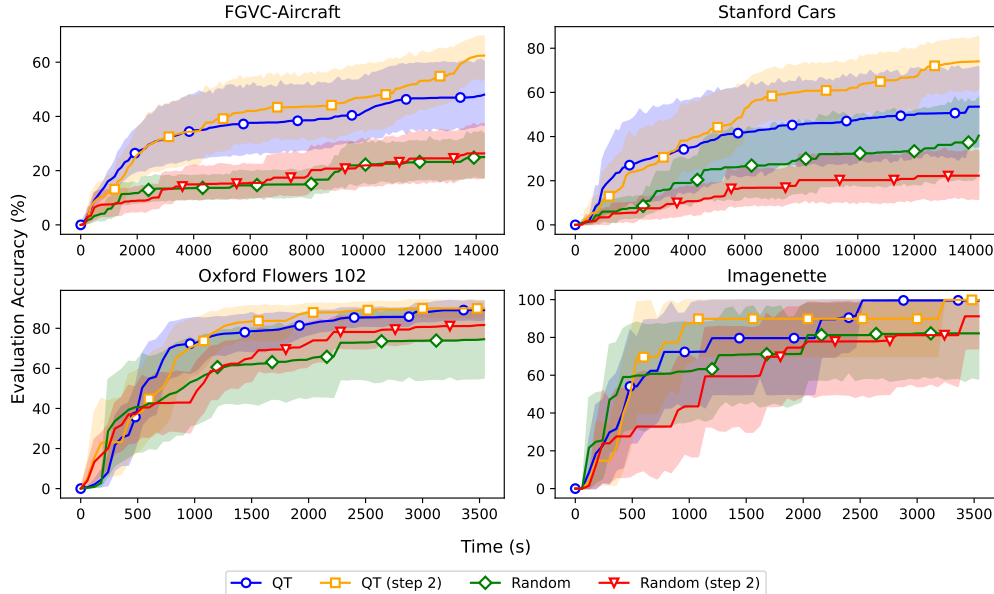 FGVC-Aircraft
Stanford Cars
60
40
20
0
0 2000 4000 6000 8000 10000 12000 14000
80
60
40
20
0
0 2000 4000 6000 8000 10000 12000 14000
Evaluation Accuracy (%)
Oxford Flowers 102
Imagenette
80
60
40
20
0
0 500 1000 1500 2000 2500 3000 3500
100
80
60
40
20
0
0 500 1000 1500 2000 2500 3000 3500
Time (s)
QT QT (step 2) Random Random (step 2)